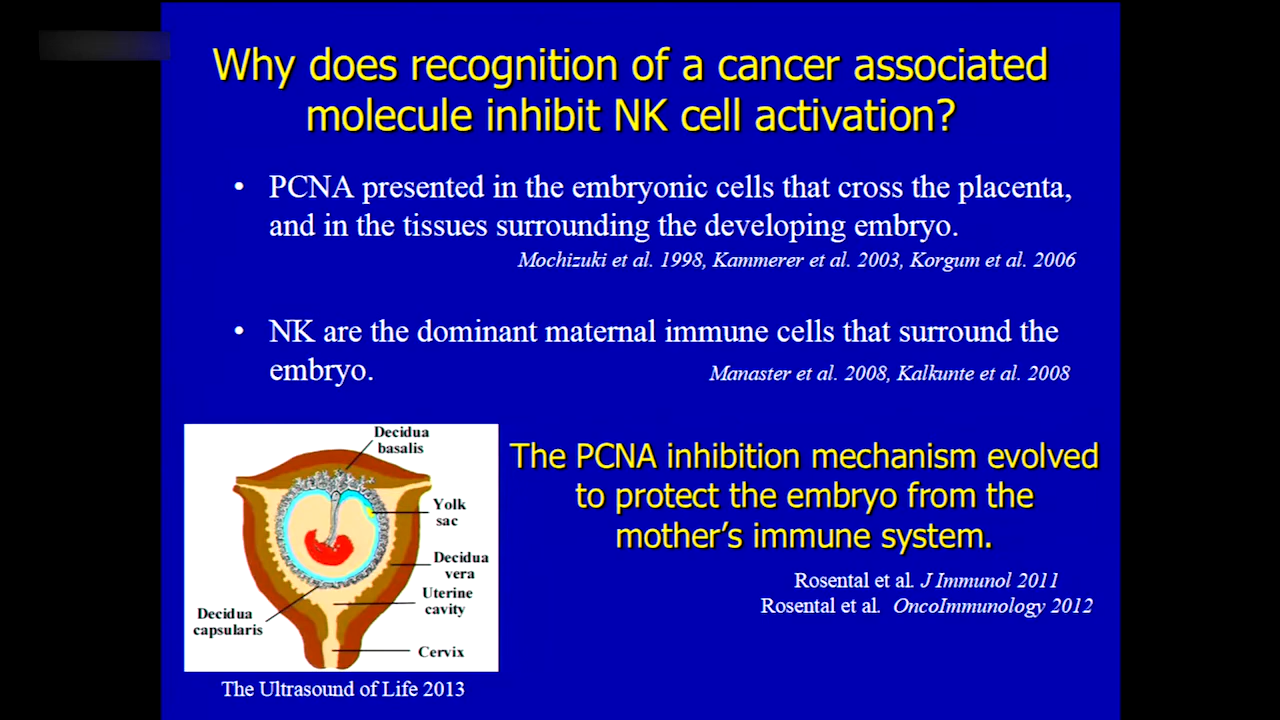 Why does recognition of a cancer associated
molecule inhibit NK cell activation?
• PCNA presented in the embryonic cells that cross the placenta,
and in the tissues surrounding the developing embryo.
Mochizuki et al. 1998, Kammerer et al. 2003, Korgum et al. 2006
• NK are the dominant maternal immune cells that surround the
embryo.
Manaster et al. 2008, Kalkunte et al. 2008
Decidua
basalis
Yolk
sac
Decidua
vera
Uterine
cavity
Decidua
capsularis
Cervix
The Ultrasound of Life 2013
The PCNA inhibition mechanism evolved
to protect the embryo from the
mother's immune system.
Rosental et al. J Immunol 2011
Rosental et al. OncoImmunology 2012